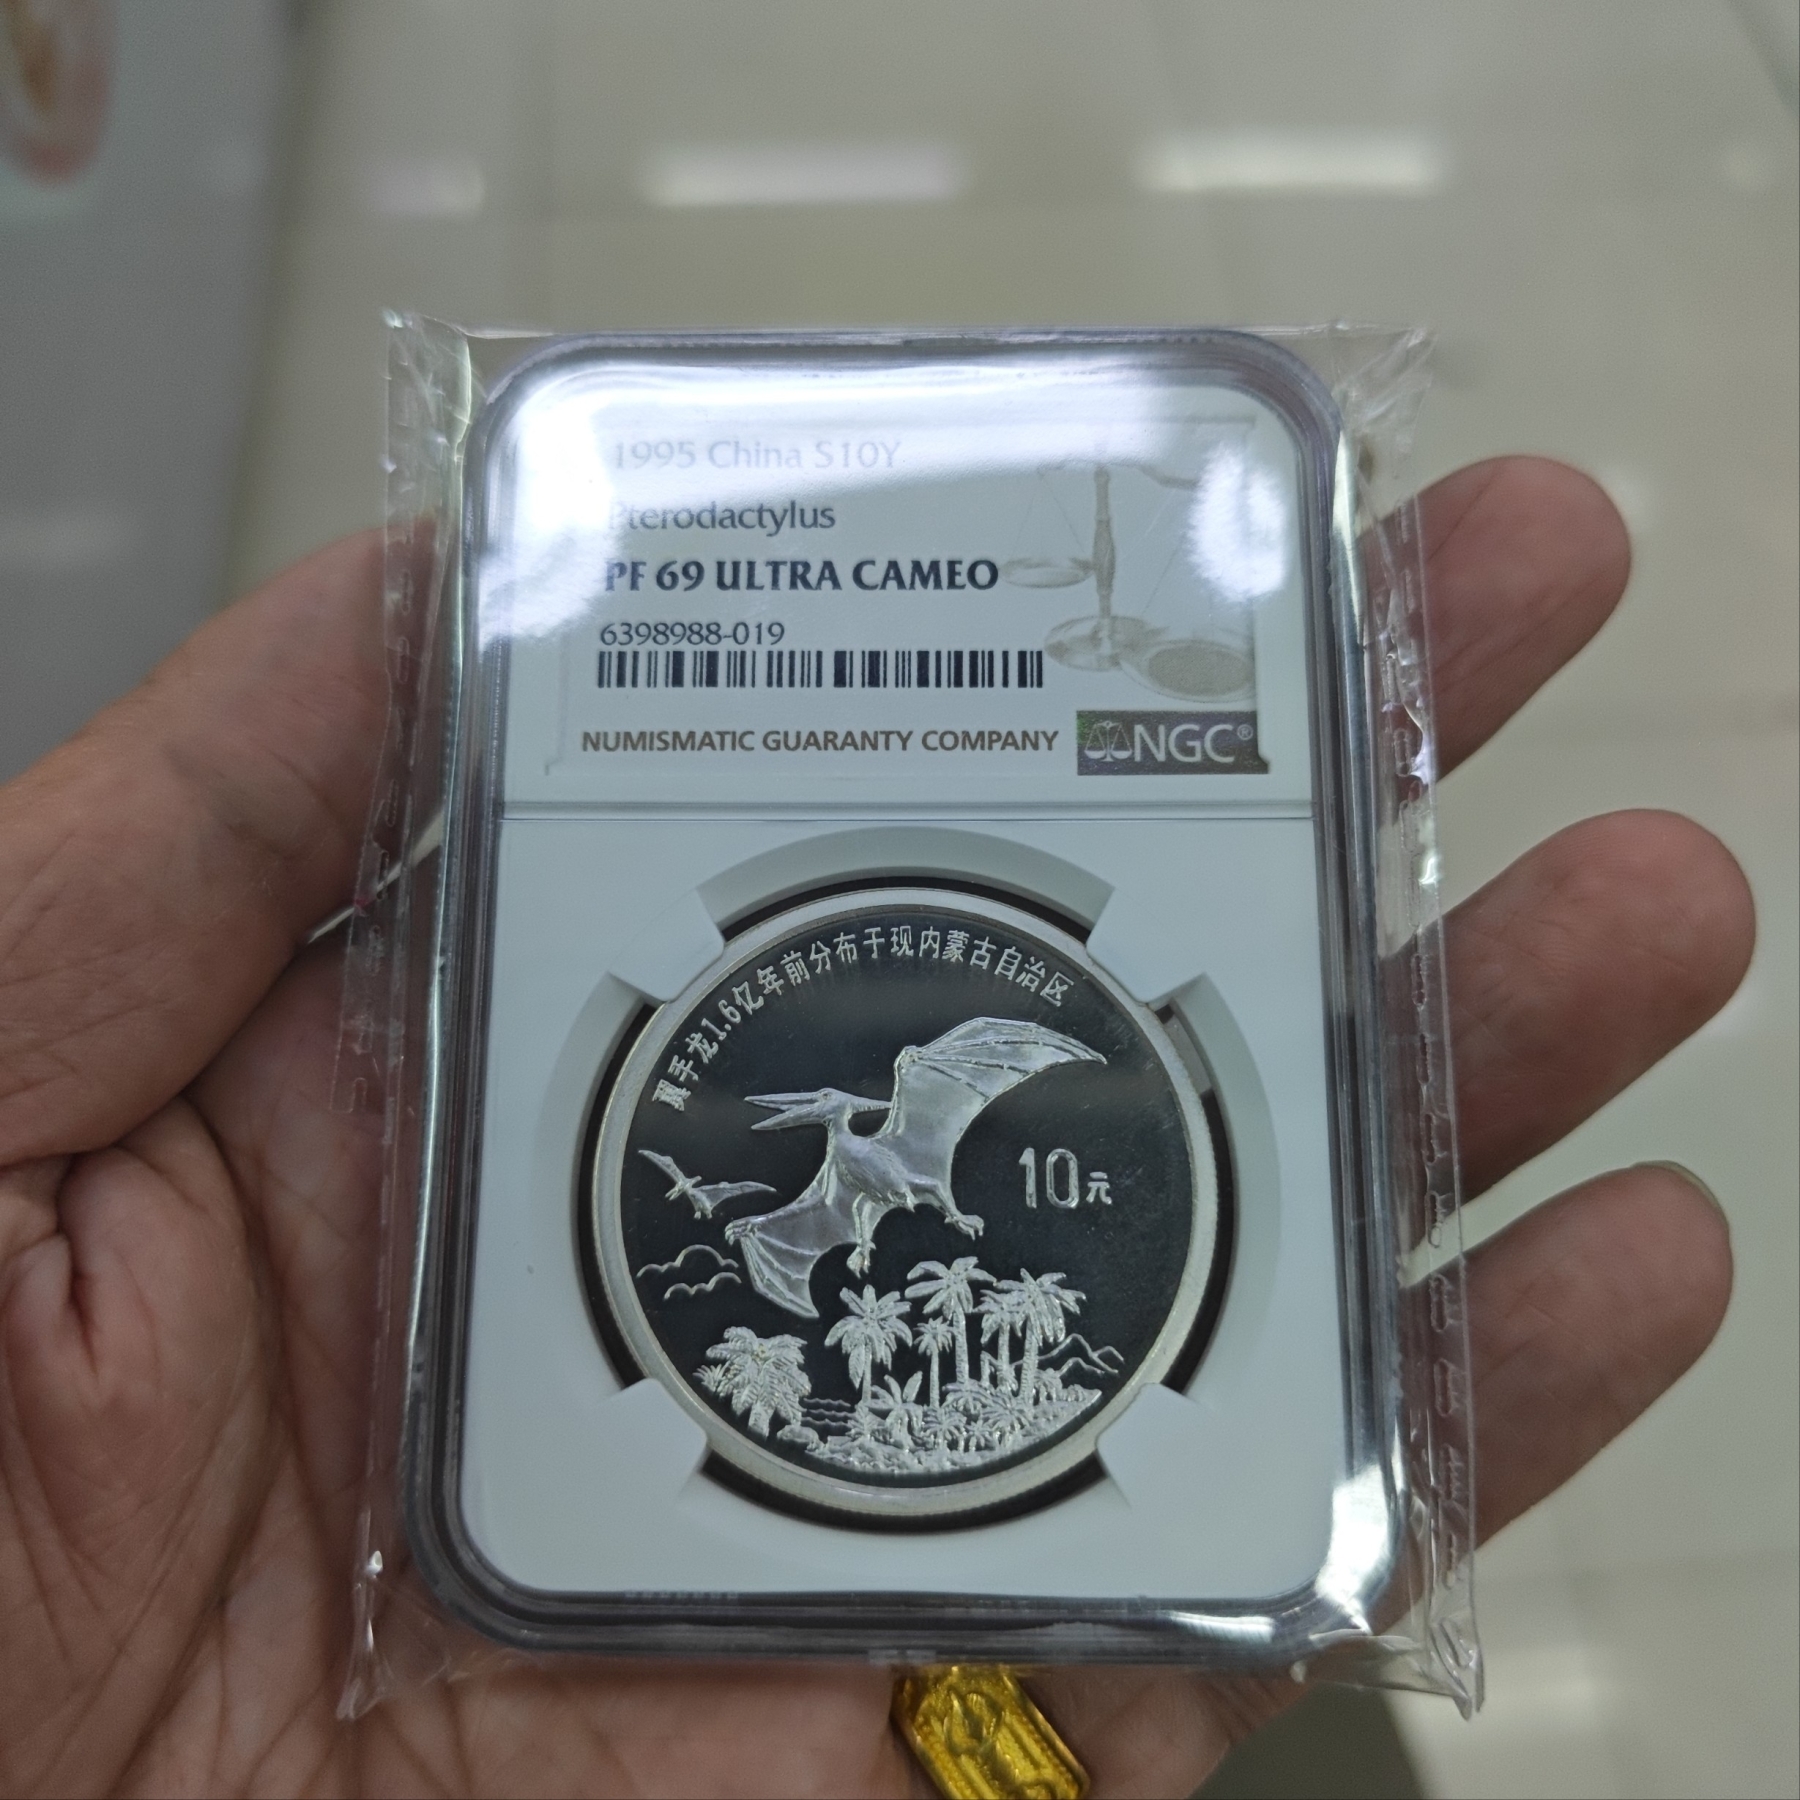 1995 China S10Y
Pterodactylus
PF 69 ULTRA CAMEO
6398988-019
NUMISMATIC GUARANTY COMPANY
NGC®
翼手龙1.6亿年前分布于现内蒙古自治区
10元